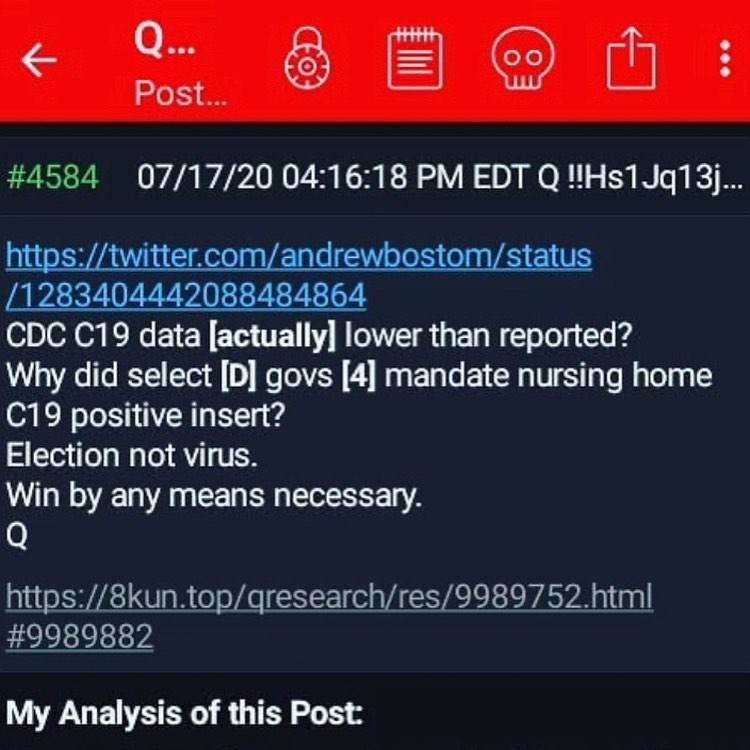 Q...
Post...
#4584 07/17/20 04:16:18 PM EDT Q !!Hs1Jq13j...
https://twitter.com/andrewbostom/status
/1283404442088484864
CDC C19 data [actually] lower than reported?
Why did select [D] govs [4] mandate nursing home
C19 positive insert?
Election not virus.
Win by any means necessary.
Q
https://8kun.top/qresearch/res/9989752.html
#9989882
My Analysis of this Post: